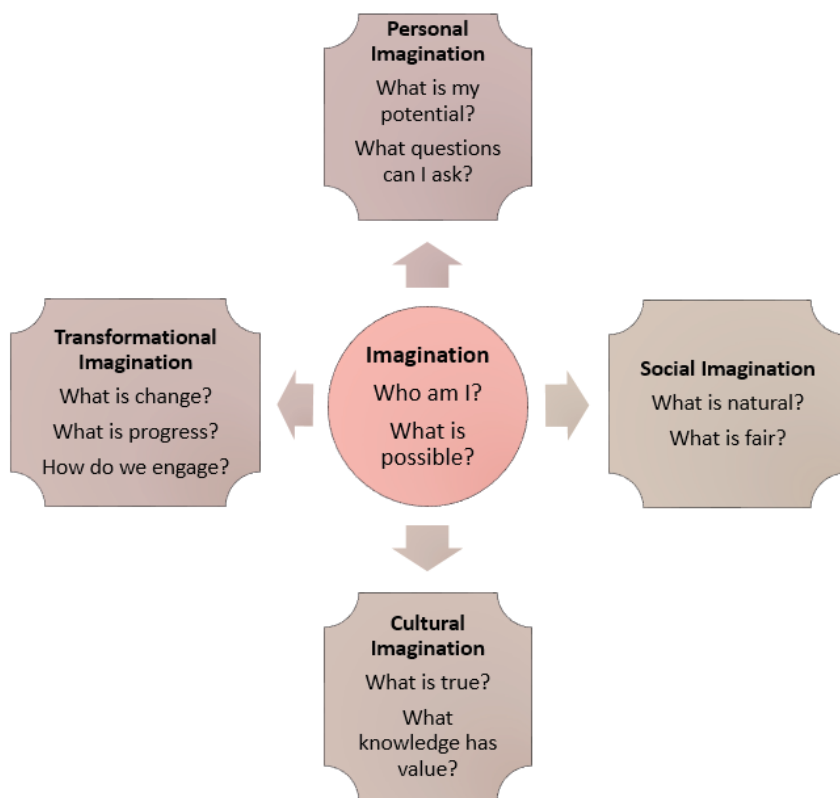 Personal
Imagination
What is my
potential?
What questions
can I ask?
Transformational
Imagination
What is change?
What is progress?
How do we engage?
Imagination
Who am I?
What is
possible?
Social Imagination
What is natural?
What is fair?
Cultural
Imagination
What is true?
What
knowledge has
value?